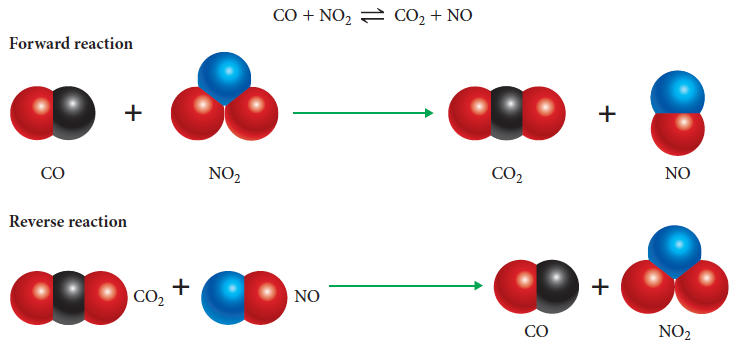 CO + NO₂ ⇌ CO₂ + NO
Forward reaction
+ +
CO NO₂ CO₂ NO
Reverse reaction
CO₂ + NO +
CO NO₂